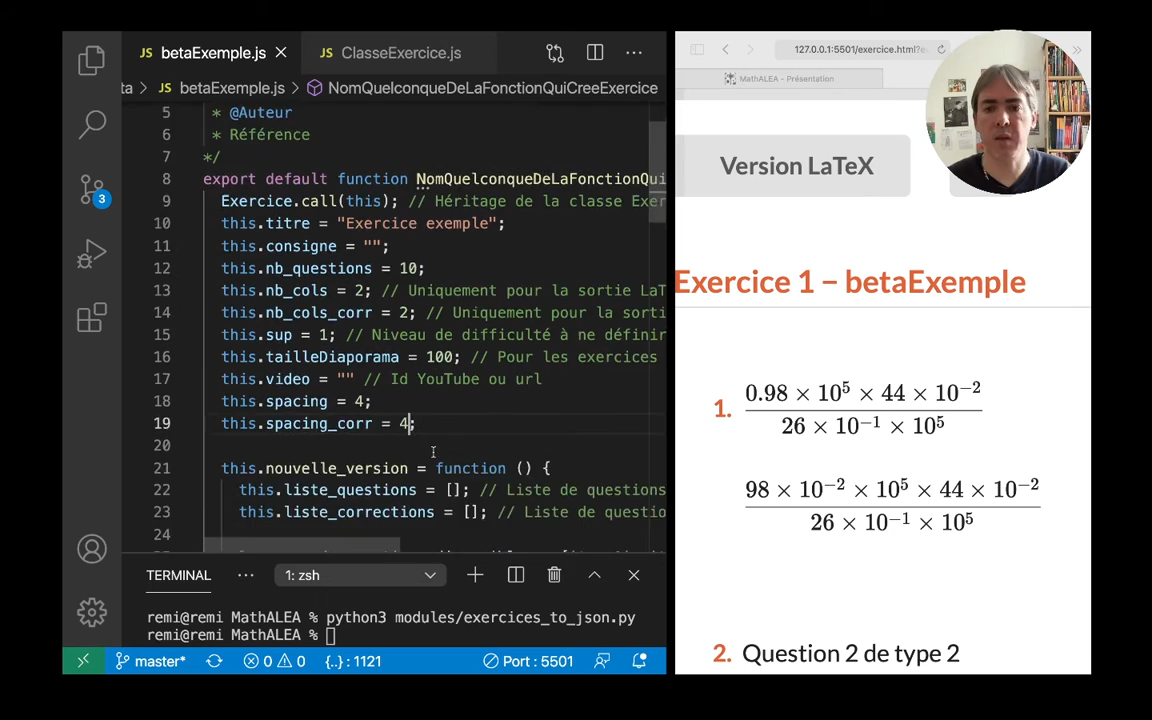 JS betaExemple.js
JS ClasseExercice.js
ta > JS betaExemple.js > NomQuelconqueDeLaFonctionQuiCreeExercice
5 * @Auteur
6 * Référence
7 */
8 export default function NomQuelconqueDeLaFonctionQu
9 Exercice.call(this); // Héritage de la classe Exer
10 this.titre = "Exercice exemple";
11 this.consigne = "";
12 this.nb_questions = 10;
13 this.nb_cols = 2; // Uniquement pour la sortie LaT
14 this.nb_cols_corr = 2; // Uniquement pour la sorti
15 this.sup = 1; // Niveau de difficulté à ne définir
16 this.tailleDiaporama = 100; // Pour les exercices
17 this.video = "" // Id YouTube ou url
18 this.spacing = 4;
19 this.spacing_corr = 4;
20
21 this.nouvelle_version = function () {
22 this.liste_questions = []; // Liste de questions
23 this.liste_corrections = []; // Liste de questio
24
3
TERMINAL ... 1: zsh
remi@remi MathALEA % python3 modules/exercices_to_json.py
remi@remi MathALEA %
master* 0 0 {..} : 1121 Port : 5501
127.0.0.1:5501/exercice.html?e
MathALEA - Présentation
Version LaTeX
Exercice 1 – betaExemple
1. 0.98 × 10⁵ × 44 × 10⁻²
26 × 10⁻¹ × 10⁵
98 × 10⁻² × 10⁵ × 44 × 10⁻²
26 × 10⁻¹ × 10⁵
2. Question 2 de type 2